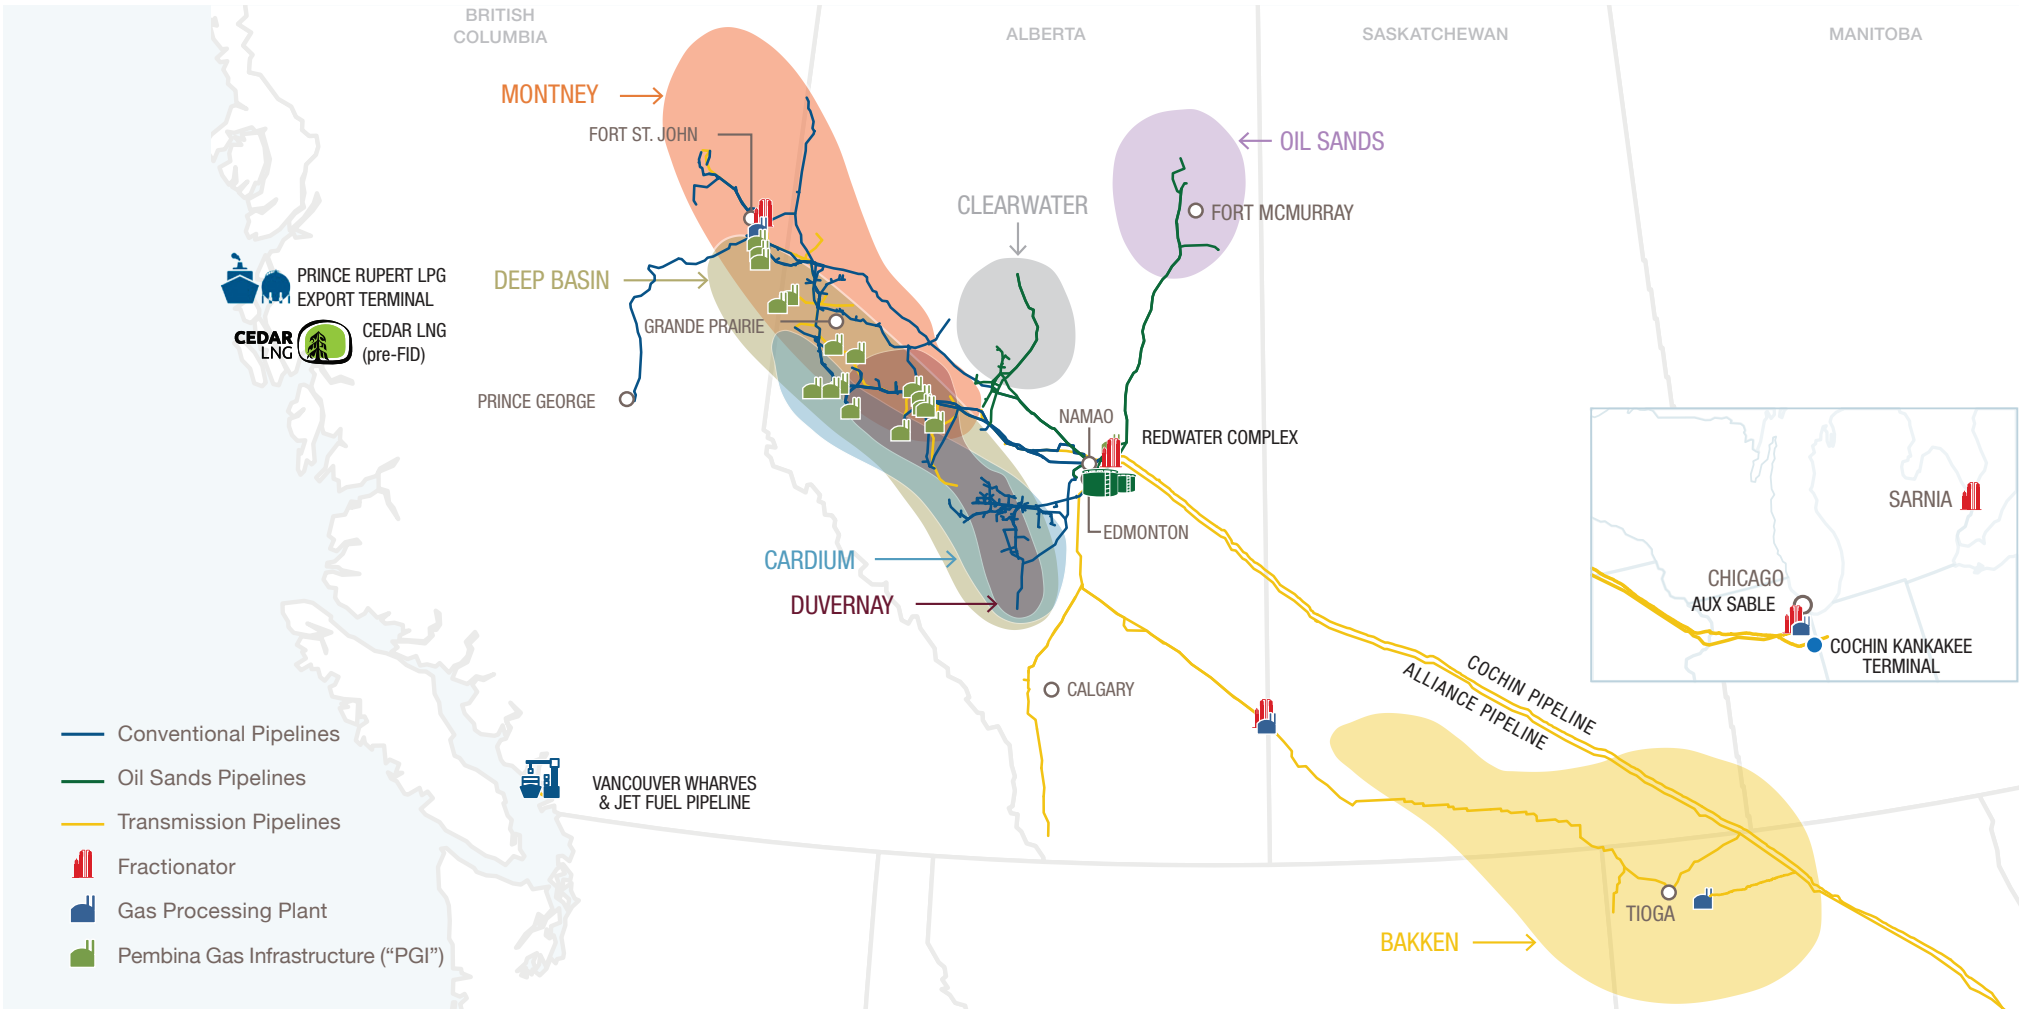 BRITISH
COLUMBIA
ALBERTA
SASKATCHEWAN
MANITOBA
MONTNEY
FORT ST. JOHN
OIL SANDS
CLEARWATER
FORT MCMURRAY
PRINCE RUPERT LPG
EXPORT TERMINAL
DEEP BASIN
CEDAR
LNG
CEDAR LNG
(pre-FID)
GRANDE PRAIRIE
PRINCE GEORGE
NAMAO
REDWATER COMPLEX
EDMONTON
CARDIUM
DUVERNAY
CALGARY
SARNIA
CHICAGO
AUX SABLE
COCHIN KANKAKEE
TERMINAL
COCHIN PIPELINE
ALLIANCE PIPELINE
VANCOUVER WHARVES
& JET FUEL PIPELINE
TIOGA
BAKKEN
Conventional Pipelines
Oil Sands Pipelines
Transmission Pipelines
Fractionator
Gas Processing Plant
Pembina Gas Infrastructure (“PGI”)